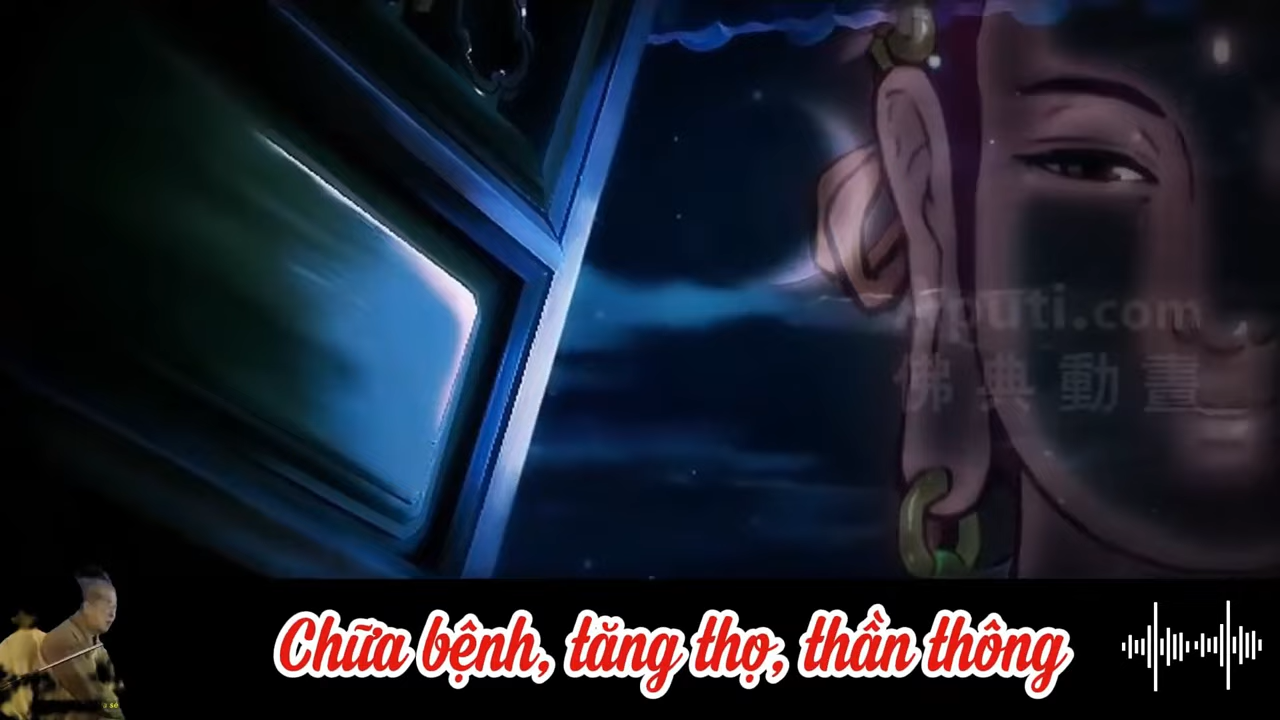 puti.com
佛典動畫
Chữa bệnh, tăng thọ, thần thông